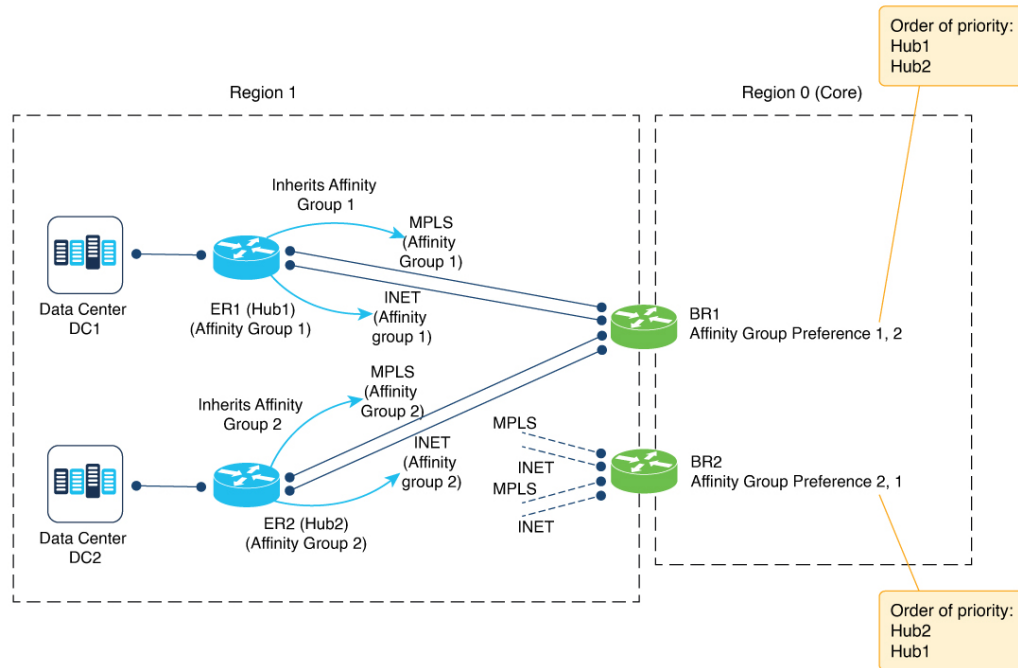 Order of priority:
Hub1
Hub2
Region 1
Region 0 (Core)
Inherits Affinity
Group 1
MPLS
(Affinity
Group 1)
Data Center
DC1
ER1 (Hub1)
(Affinity Group 1)
INET
(Affinity
group 1)
BR1
Affinity Group Preference 1, 2
Inherits Affinity
Group 2
MPLS
(Affinity
Group 2)
INET
(Affinity
group 2)
MPLS
INET
MPLS
INET
BR2
Affinity Group Preference 2, 1
Data Center
DC2
ER2 (Hub2)
(Affinity Group 2)
Order of priority:
Hub2
Hub1